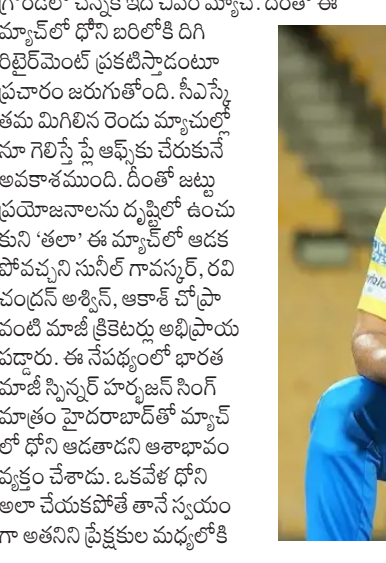 గ్రౌండ్‌లో చెన్నైకి ఇదే చివరి మ్యాచ్. దీంతో ఈ
మ్యాచ్‌లో ధోని బరిలోకి దిగి
రిటైర్‌మెంట్ ప్రకటిస్తాడంటూ
ప్రచారం జరుగుతోంది. సీఎస్కే
తమ మిగిలిన రెండు మ్యాచుల్లో
నూ గెలిస్తే ప్లే ఆఫ్స్‌కు చేరుకునే
అవకాశముంది. దీంతో జట్టు
ప్రయోజనాలను దృష్టిలో ఉంచు
కుని ‘తలా’ ఈ మ్యాచ్‌లో ఆడక
పోవచ్చని సునీల్ గావస్కర్, రవి
చంద్రన్ అశ్విన్, ఆకాశ్ చోప్రా
వంటి మాజీ క్రికెటర్లు అభిప్రాయ
పడ్డారు. ఈ నేపథ్యంలో భారత
మాజీ స్పిన్నర్ హర్భజన్ సింగ్
మాత్రం హైదరాబాద్‌తో మ్యాచ్
లో ధోని ఆడతాడని ఆశాభావం
వ్యక్తం చేశాడు. ఒకవేళ ధోని
అలా చేయకపోతే తానే స్వయం
గా అతనిని ప్రేక్షకుల మధ్యలోకి